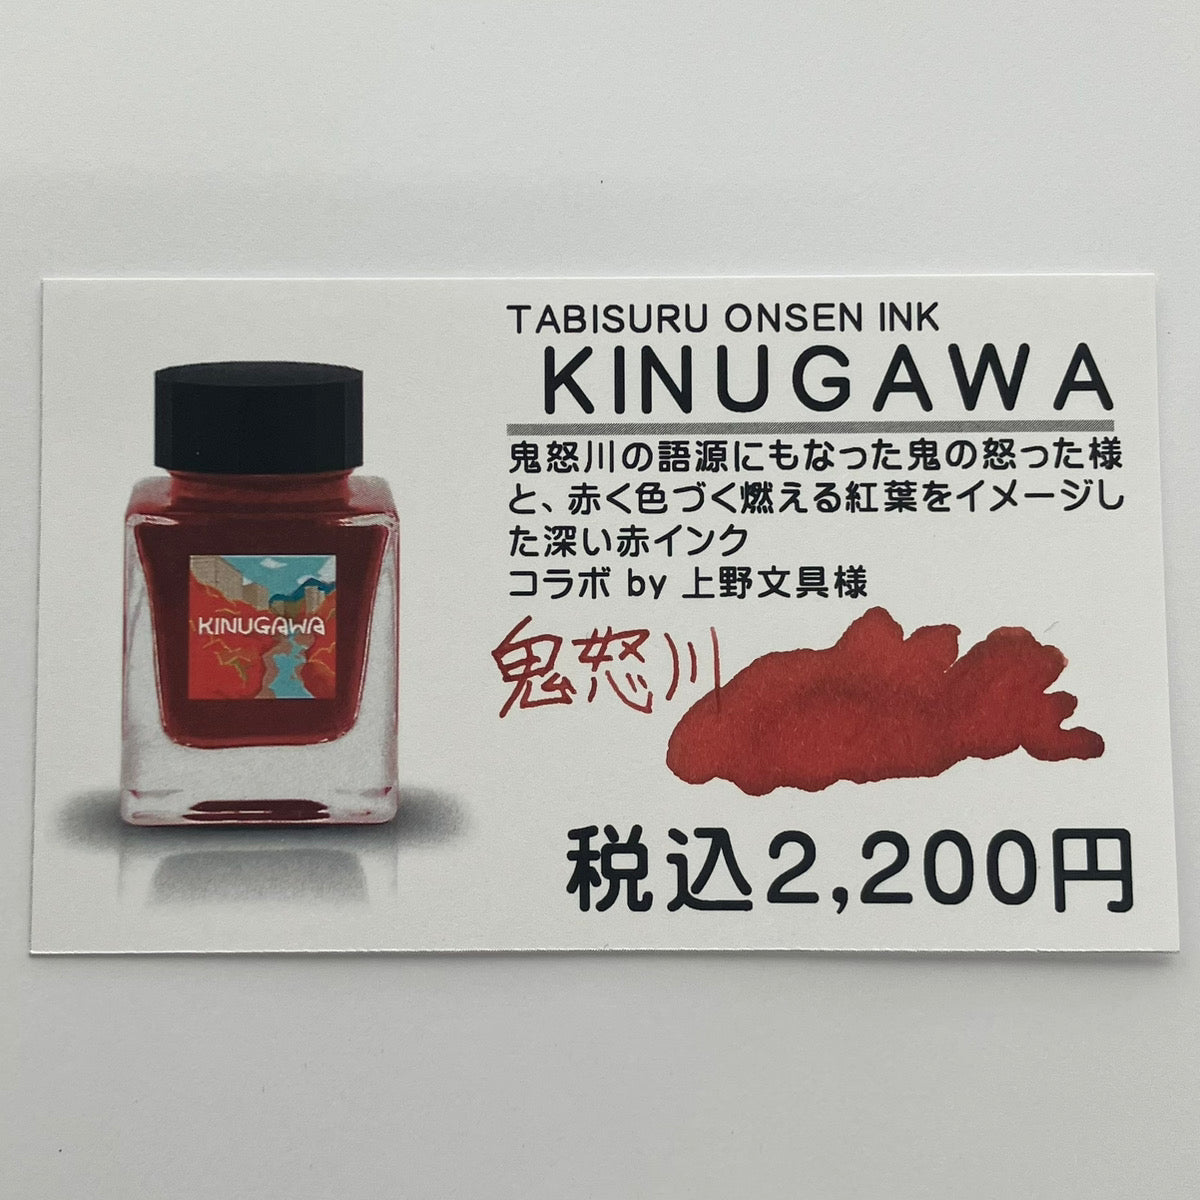 TABISURU ONSEN INK
KINUGAWA
鬼怒川の語源にもなった鬼の怒った様
と、赤く色づく燃える紅葉をイメージし
た深い赤インク
コラボ by 上野文具様
KINUGAWA
鬼怒川
税込2,200円